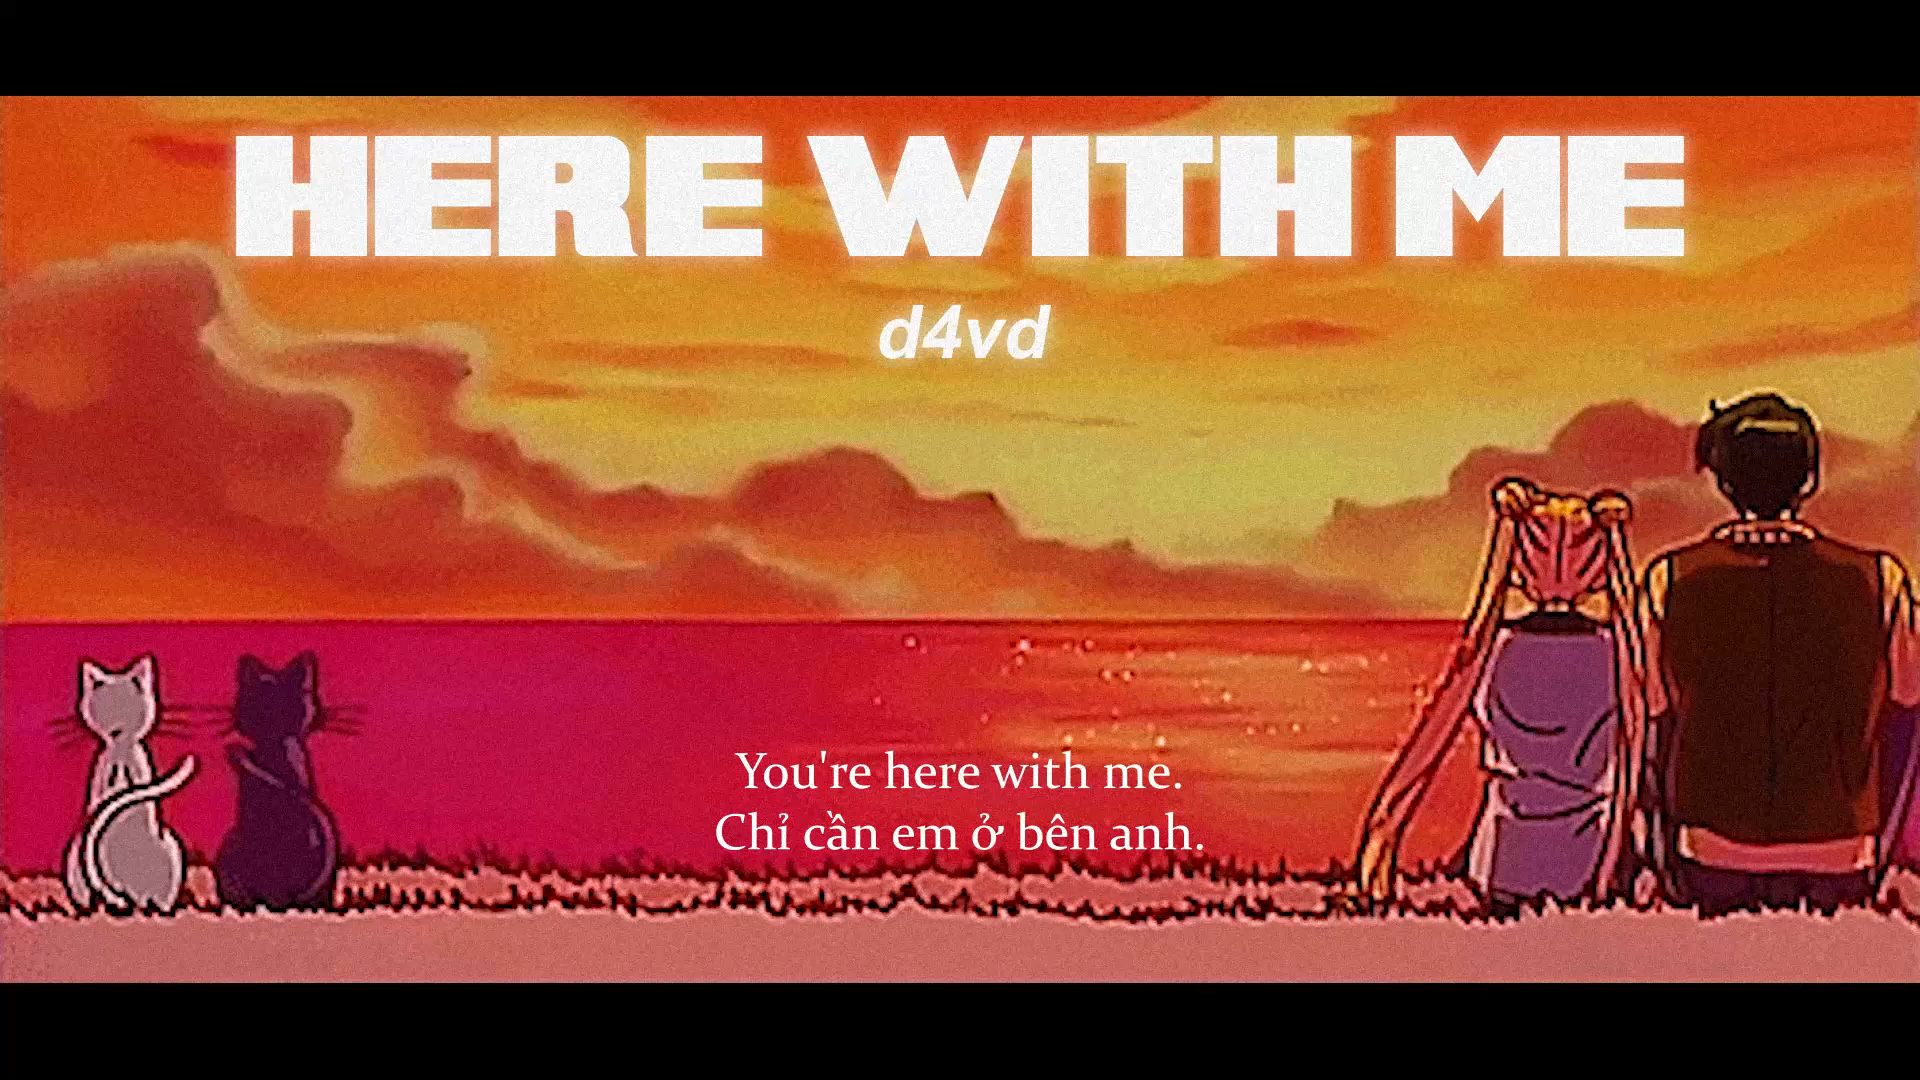 HERE WITH ME
d4vd
You're here with me.
Chỉ cần em ở bên anh.